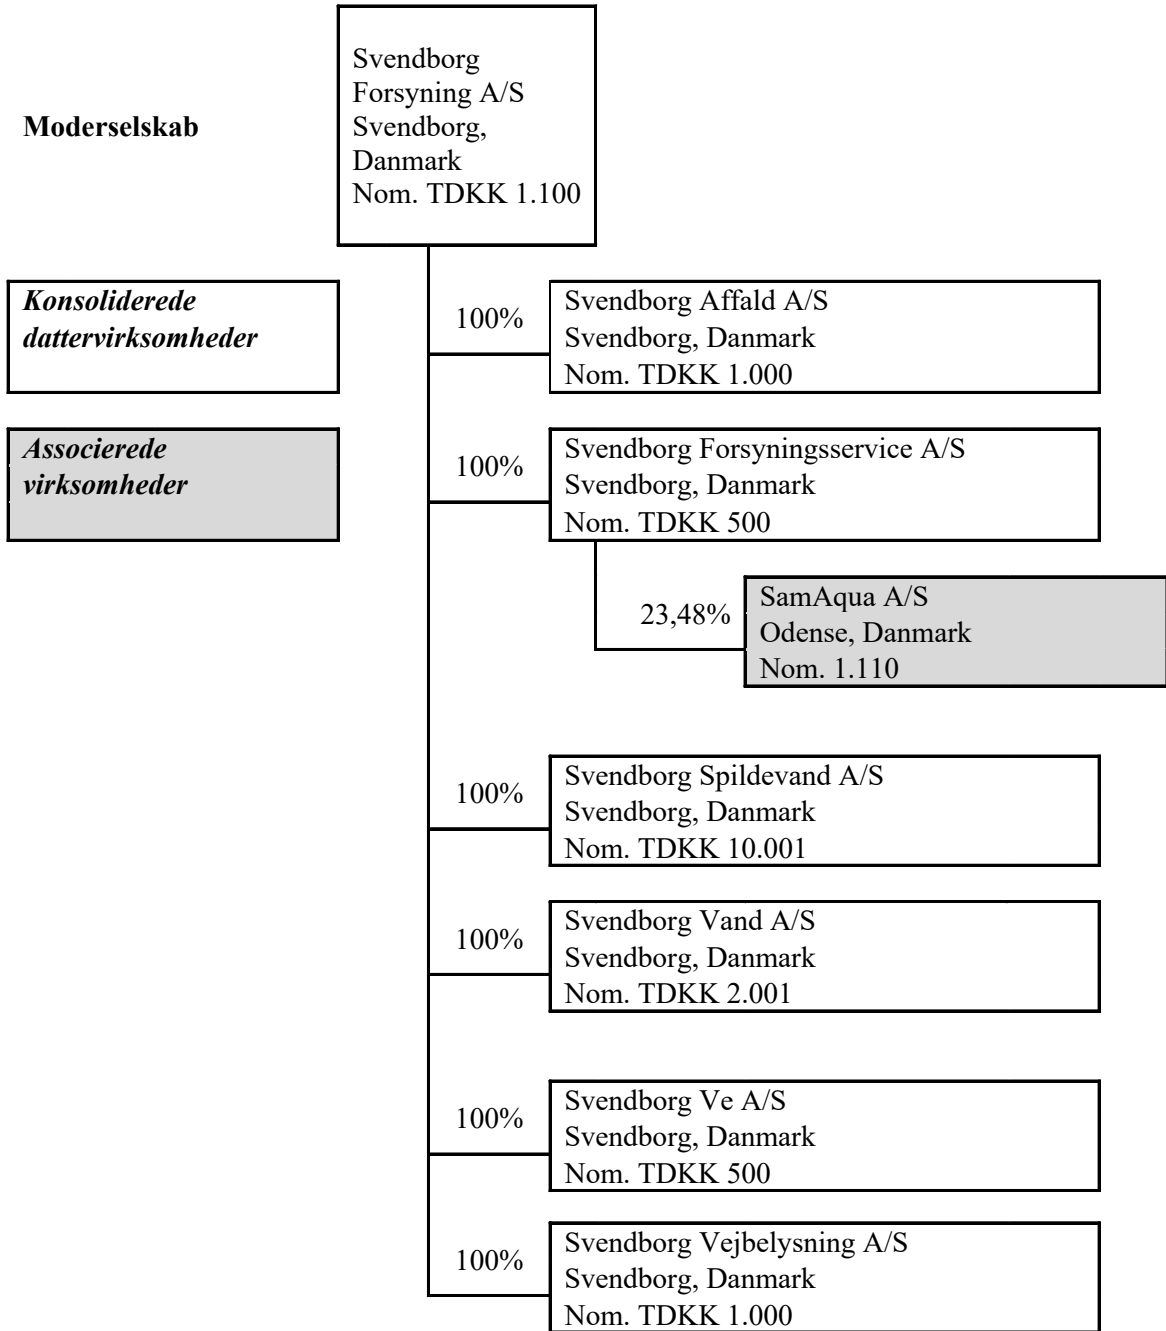 Moderselskab
Svendborg
Forsyning A/S
Svendborg,
Danmark
Nom. TDKK 1.100
Konsoliderede
dattervirksomheder
100%
Svendborg Affald A/S
Svendborg, Danmark
Nom. TDKK 1.000
Associerede
virksomheder
100%
Svendborg Forsyningsservice A/S
Svendborg, Danmark
Nom. TDKK 500
23,48%
SamAqua A/S
Odense, Danmark
Nom. 1.110
100%
Svendborg Spildevand A/S
Svendborg, Danmark
Nom. TDKK 10.001
100%
Svendborg Vand A/S
Svendborg, Danmark
Nom. TDKK 2.001
100%
Svendborg Ve A/S
Svendborg, Danmark
Nom. TDKK 500
100%
Svendborg Vejbelysning A/S
Svendborg, Danmark
Nom. TDKK 1.000